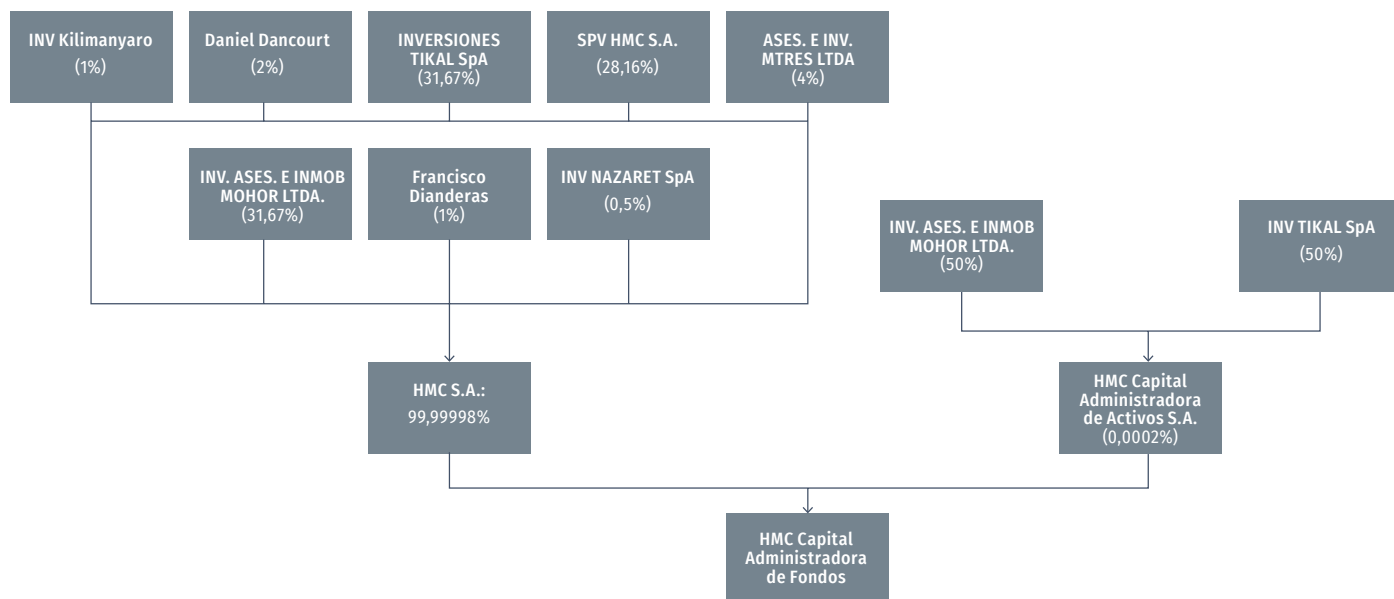 INV Kilimanyaro
(1%)
Daniel Dancourt
(2%)
INVERSIONES
TIKAL SpA
(31,67%)
SPV HMC S.A.
(28,16%)
ASES. E INV.
MTRES LTDA
(4%)
INV. ASES. E INMOB
MOHOR LTDA.
(31,67%)
Francisco
Dianderas
(1%)
INV NAZARET SpA
(0,5%)
INV. ASES. E INMOB
MOHOR LTDA.
(50%)
INV TIKAL SpA
(50%)
HMC S.A.:
99,99998%
HMC Capital
Administradora
de Activos S.A.
(0,0002%)
HMC Capital
Administradora
de Fondos